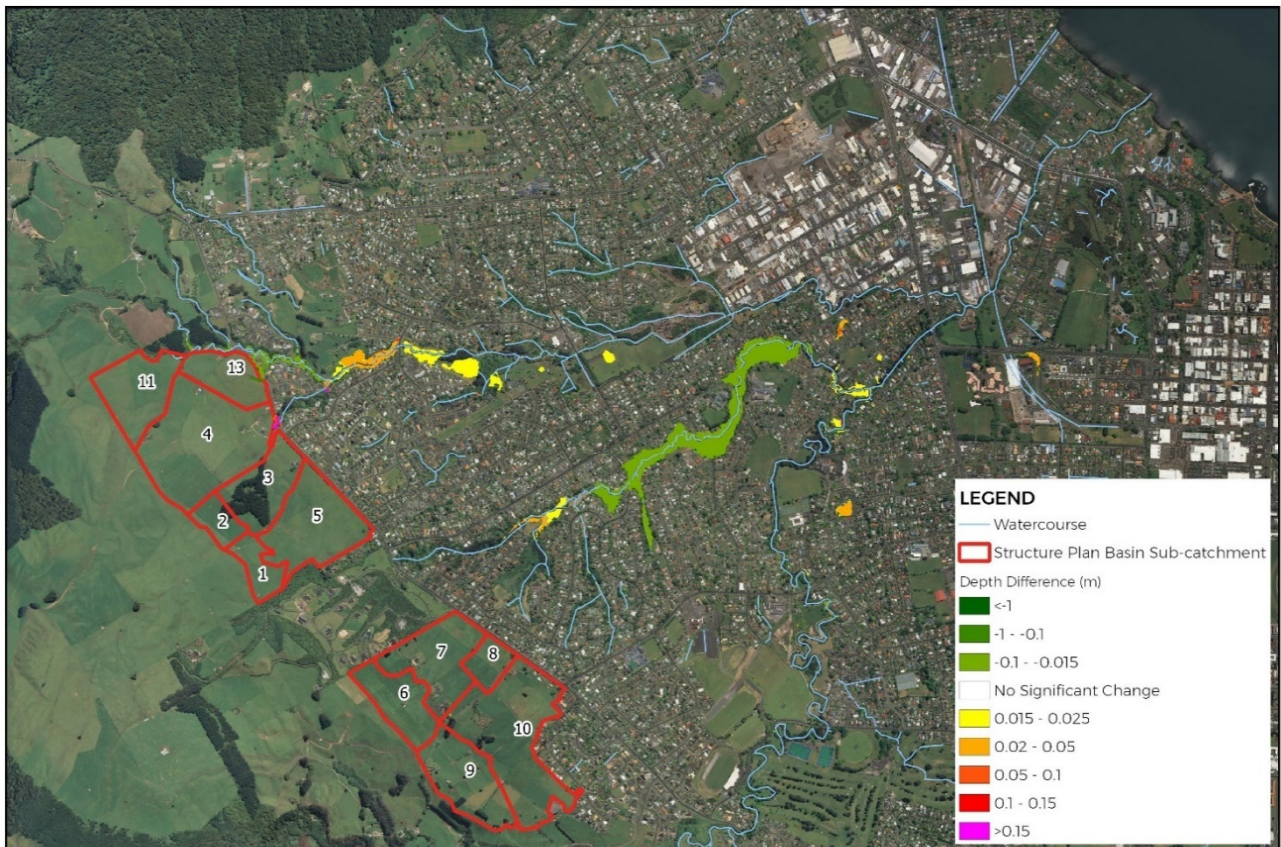 11
13
4
3
5
2
1
7
8
6
10
9
LEGEND
Watercourse
Structure Plan Basin Sub-catchment
Depth Difference (m)
<-1
-1 - -0.1
-0.1 - -0.015
No Significant Change
0.015 - 0.025
0.02 - 0.05
0.05 - 0.1
0.1 - 0.15
>0.15